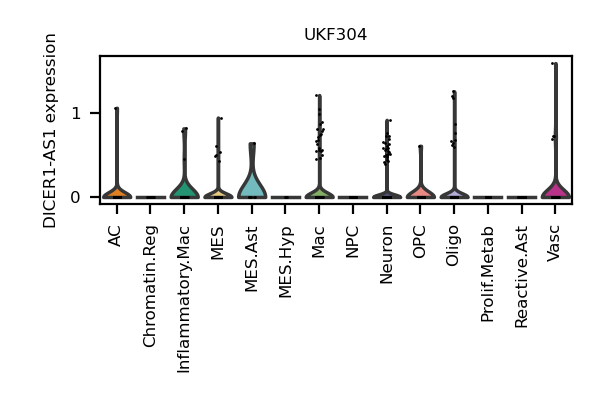 UKF304
DICER1-AS1 expression
1
0
AC
Chromatin.Reg
Inflammatory.Mac
MES
MES.Ast
MES.Hyp
Mac
NPC
Neuron
OPC
Oligo
Prolif.Metab
Reactive.Ast
Vasc